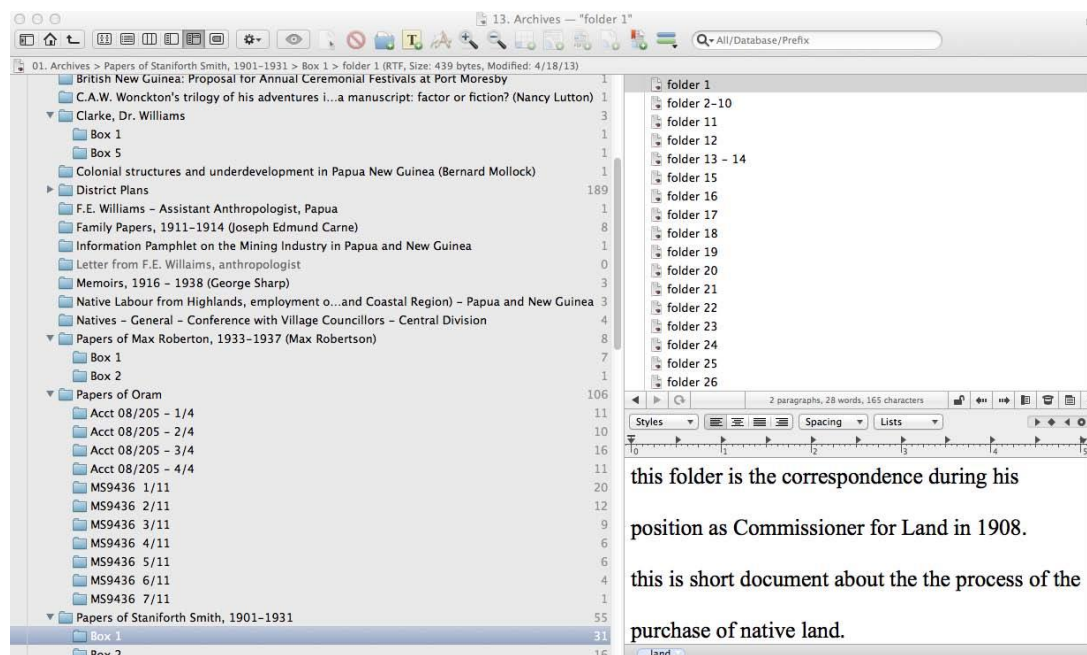 13. Archives — "folder 1"
All/Database/Prefix
01. Archives > Papers of Staniforth Smith, 1901-1931 > Box 1 > folder 1 (RTF, Size: 439 bytes, Modified: 4/18/13)
British New Guinea: Proposal for Annual Ceremonial Festivals at Port Moresby 1
C.A.W. Wonckton's trilogy of his adventures i...a manuscript: factor or fiction? (Nancy Lutton) 1
Clarke, Dr. Williams 3
Box 1 1
Box 5 1
Colonial structures and underdevelopment in Papua New Guinea (Bernard Mollock) 1
District Plans 189
F.E. Williams - Assistant Anthropologist, Papua 1
Family Papers, 1911-1914 (Joseph Edmund Carne) 8
Information Pamphlet on the Mining Industry in Papua and New Guinea 1
Letter from F.E. Willaims, anthropologist 0
Memoirs, 1916 - 1938 (George Sharp) 3
Native Labour from Highlands, employment o...and Coastal Region) - Papua and New Guinea 3
Natives - General - Conference with Village Councillors - Central Division 4
Papers of Max Roberton, 1933-1937 (Max Robertson) 8
Box 1 7
Box 2 1
Papers of Oram 106
Acct 08/205 - 1/4 11
Acct 08/205 - 2/4 10
Acct 08/205 - 3/4 16
Acct 08/205 - 4/4 11
MS9436 1/11 20
MS9436 2/11 12
MS9436 3/11 9
MS9436 4/11 6
MS9436 5/11 6
MS9436 6/11 4
MS9436 7/11 1
Papers of Staniforth Smith, 1901-1931 55
Box 1 31
Box 2 16
folder 1
folder 2-10
folder 11
folder 12
folder 13 - 14
folder 15
folder 16
folder 17
folder 18
folder 19
folder 20
folder 21
folder 22
folder 23
folder 24
folder 25
folder 26
2 paragraphs, 28 words, 165 characters
Styles Spacing Lists
0 1 2 3 4 5
this folder is the correspondence during his
position as Commissioner for Land in 1908.
this is short document about the the process of the
purchase of native land.
land